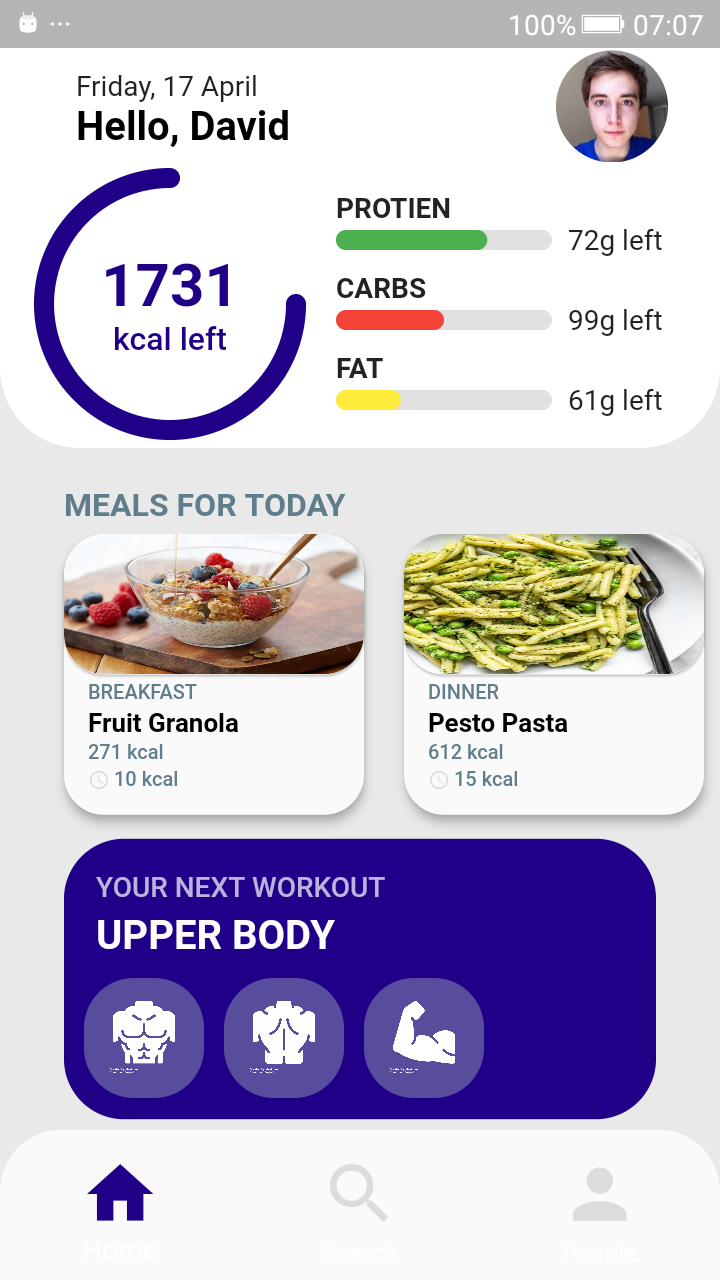 100% 07:07
Friday, 17 April
Hello, David
1731
kcal left
PROTIEN
72g left
CARBS
99g left
FAT
61g left
MEALS FOR TODAY
BREAKFAST
Fruit Granola
271 kcal
10 kcal
DINNER
Pesto Pasta
612 kcal
15 kcal
YOUR NEXT WORKOUT
UPPER BODY
Home
Search
People